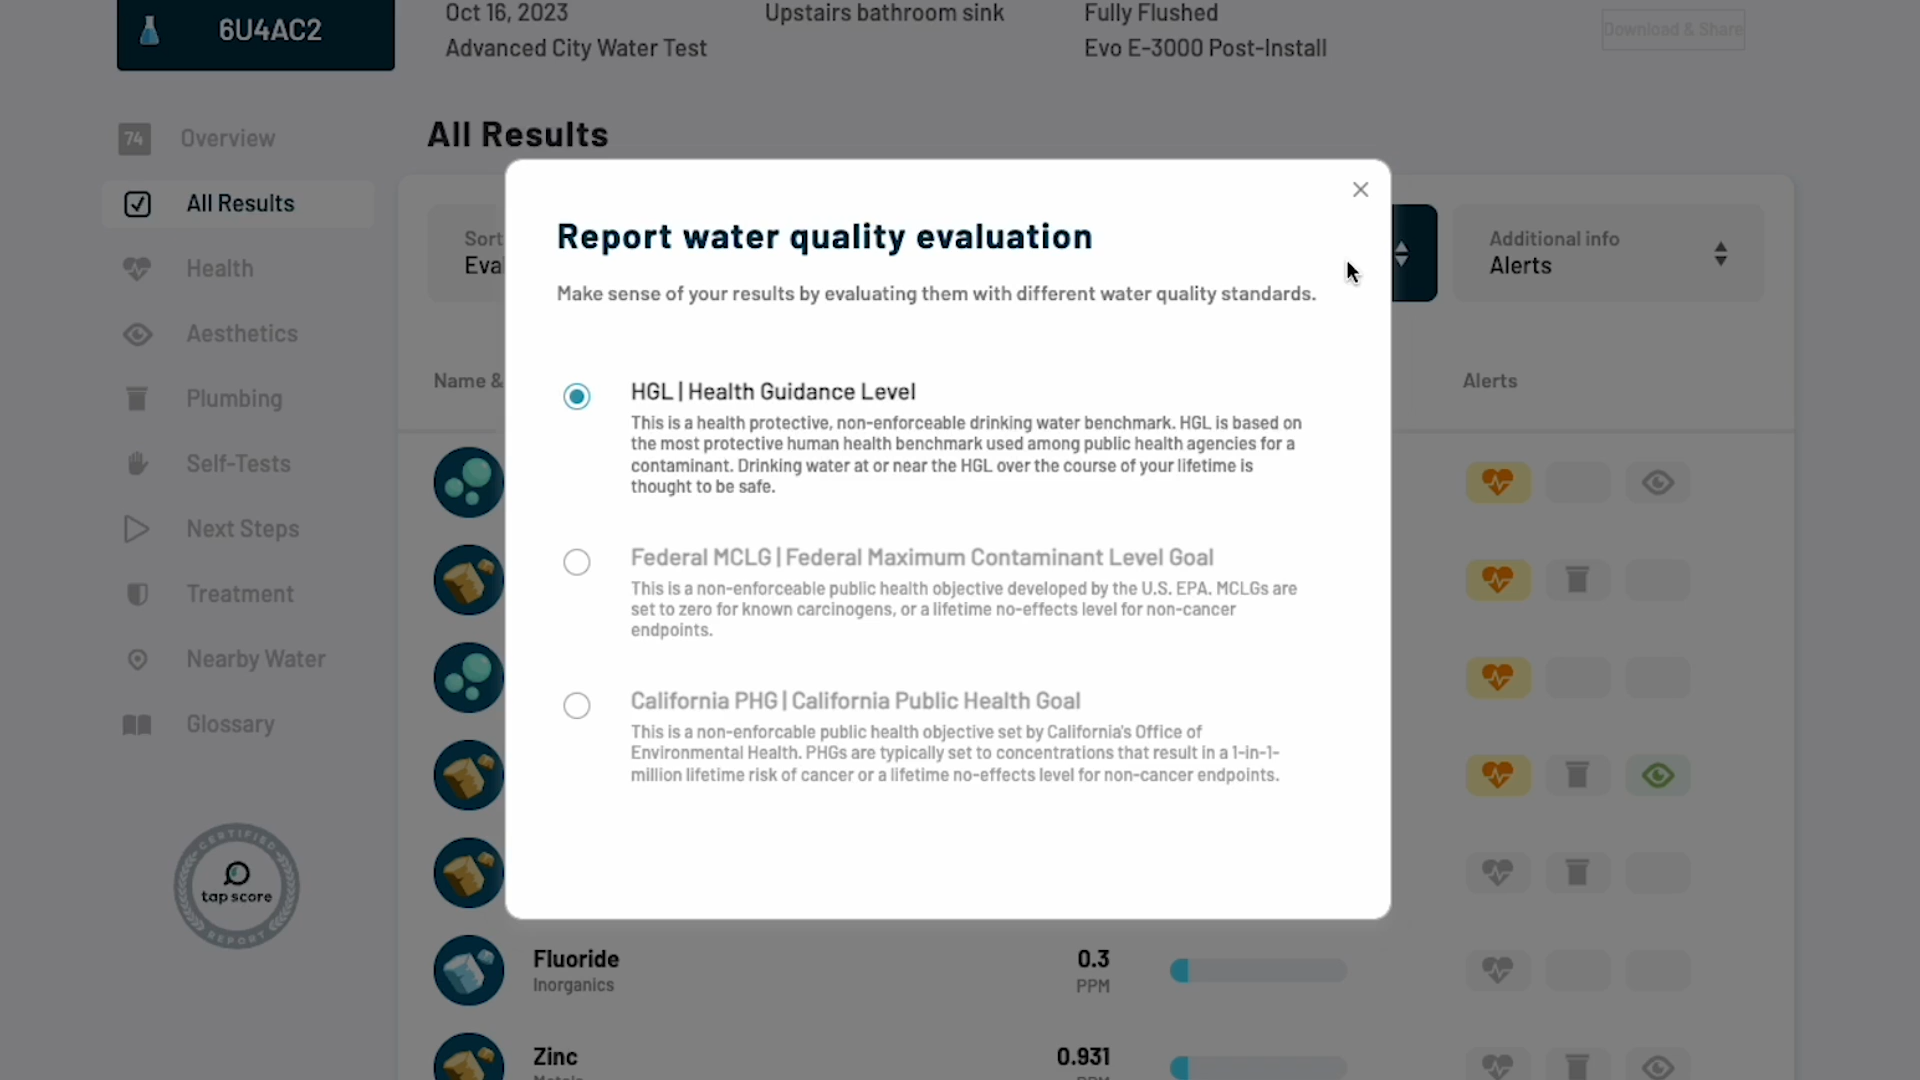 6U4AC2
Oct 16, 2023
Advanced City Water Test
Upstairs bathroom sink
Fully Flushed
Evo E-3000 Post-Install
Download & Share
74 Overview
All Results
Health
Aesthetics
Plumbing
Self-Tests
Next Steps
Treatment
Nearby Water
Glossary
CERTIFIED
tap score
REPORT
All Results
Sort
Additional info
Alerts
Name &
Alerts
Report water quality evaluation
Make sense of your results by evaluating them with different water quality standards.
HGL | Health Guidance Level
This is a health protective, non-enforceable drinking water benchmark. HGL is based on
the most protective human health benchmark used among public health agencies for a
contaminant. Drinking water at or near the HGL over the course of your lifetime is
thought to be safe.
Federal MCLG | Federal Maximum Contaminant Level Goal
This is a non-enforceable public health objective developed by the U.S. EPA. MCLGs are
set to zero for known carcinogens, or a lifetime no-effects level for non-cancer
endpoints.
California PHG | California Public Health Goal
This is a non-enforcable public health objective set by California's Office of
Environmental Health. PHGs are typically set to concentrations that result in a 1-in-1-
million lifetime risk of cancer or a lifetime no-effects level for non-cancer endpoints.
Fluoride
Inorganics
0.3
PPM
Zinc
0.931